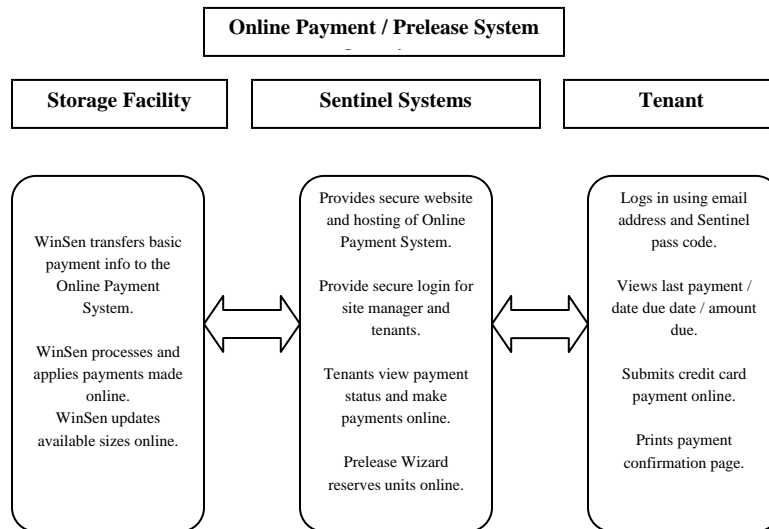 Online Payment / Prelease System
Storage Facility
Sentinel Systems
Tenant
WinSen transfers basic
payment info to the
Online Payment
System.
WinSen processes and
applies payments made
online.
WinSen updates
available sizes online.
Provides secure website
and hosting of Online
Payment System.
Provide secure login for
site manager and
tenants.
Tenants view payment
status and make
payments online.
Prelease Wizard
reserves units online.
Logs in using email
address and Sentinel
pass code.
Views last payment /
date due date / amount
due.
Submits credit card
payment online.
Prints payment
confirmation page.